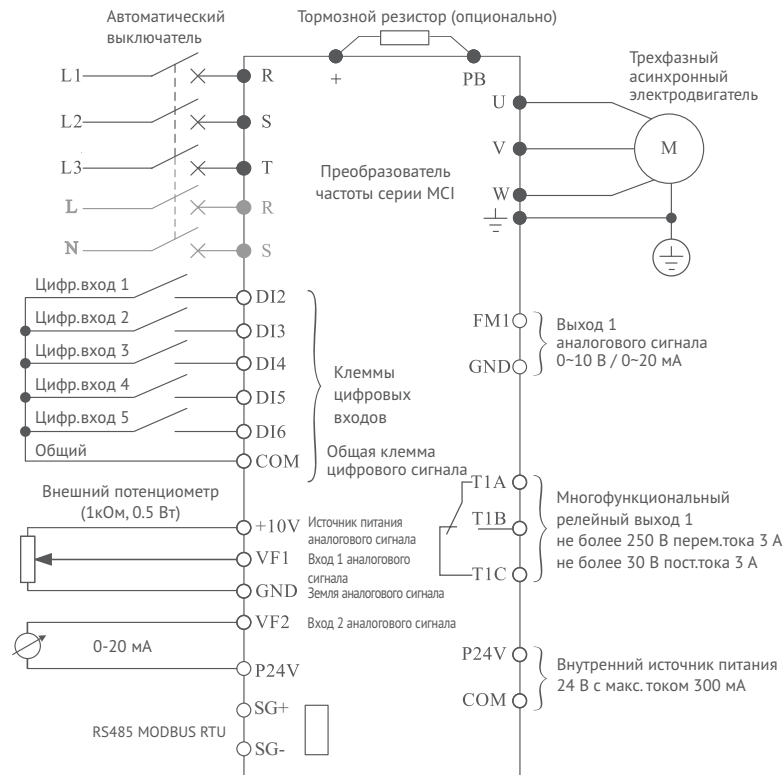 Автоматический
выключатель
Тормозной резистор (опционально)
L1
R
+
PB
Трехфазный
асинхронный
электродвигатель
U
L2
S
V
M
L3
T
Преобразователь
частоты серии MCI
W
L
R
N
S
Цифр.вход 1
DI2
Цифр.вход 2
DI3
Цифр.вход 3
DI4
Цифр.вход 4
DI5
Цифр.вход 5
DI6
Общий
COM
Клеммы
цифровых
входов
Общая клемма
цифрового сигнала
FM1
GND
Выход 1
аналогового сигнала
0~10 В / 0~20 мА
Внешний потенциометр
(1кОм, 0.5 Вт)
+10V
Источник питания
аналогового сигнала
VF1
Вход 1 аналогового
сигнала
GND
Земля аналогового сигнала
VF2
Вход 2 аналогового сигнала
0-20 мА
P24V
T1A
T1B
T1C
Многофункциональный
релейный выход 1
не более 250 В перем.тока 3 А
не более 30 В пост.тока 3 А
P24V
COM
Внутренний источник питания
24 В с макс. током 300 мА
SG+
RS485 MODBUS RTU
SG-